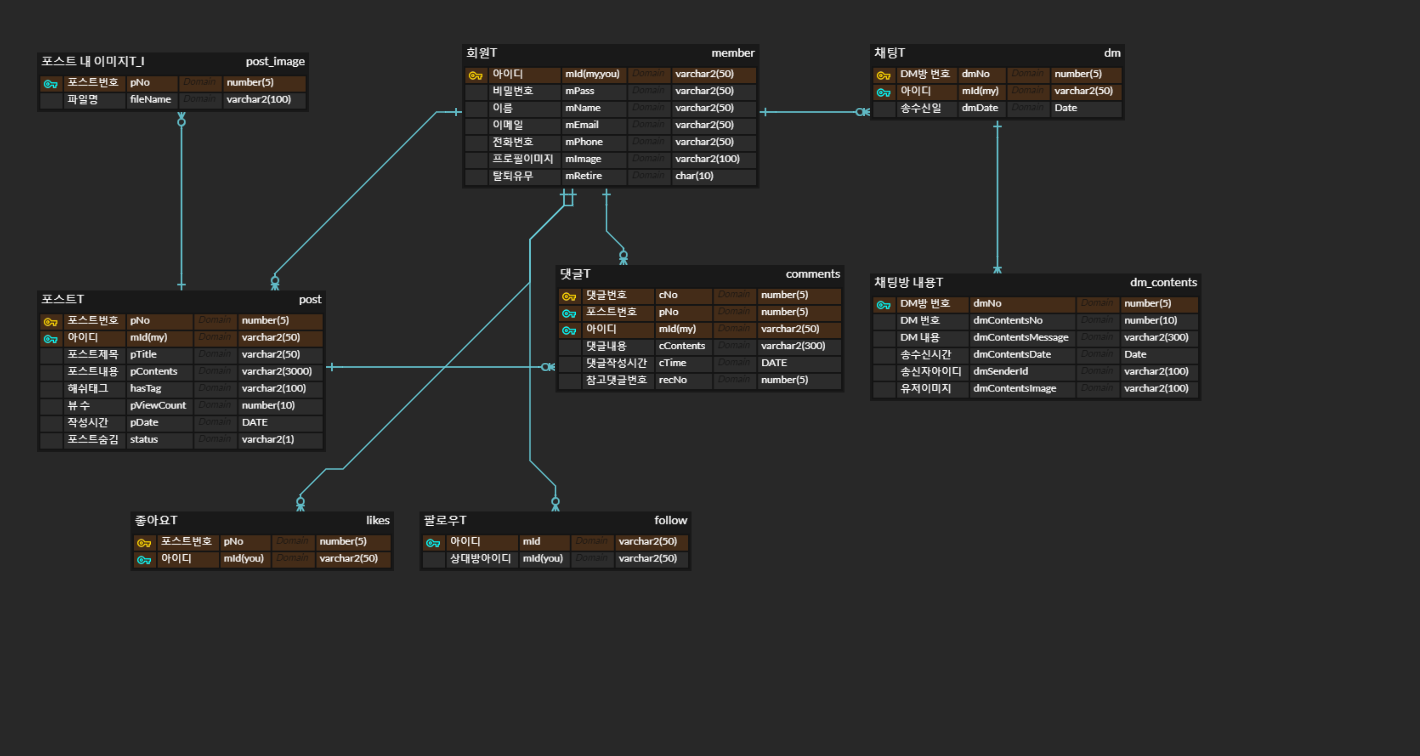 포스트 내 이미지T_I post_image
포스트번호 pNo Domain number(5)
파일명 fileName Domain varchar2(100)
회원T member
아이디 mId(my,you) Domain varchar2(50)
비밀번호 mPass Domain varchar2(50)
이름 mName Domain varchar2(50)
이메일 mEmail Domain varchar2(50)
전화번호 mPhone Domain varchar2(50)
프로필이미지 mImage Domain varchar2(100)
탈퇴유무 mRetire Domain char(10)
채팅T dm
DM방 번호 dmNo Domain number(5)
아이디 mId(my) Domain varchar2(50)
송수신일 dmDate Domain Date
포스트T post
포스트번호 pNo Domain number(5)
아이디 mId(my) Domain varchar2(50)
포스트제목 pTitle Domain varchar2(50)
포스트내용 pContents Domain varchar2(3000)
해쉬태그 hasTag Domain varchar2(100)
뷰 수 pViewCount Domain number(10)
작성시간 pDate Domain DATE
포스트숨김 status Domain varchar2(1)
댓글T comments
댓글번호 cNo Domain number(5)
포스트번호 pNo Domain number(5)
아이디 mId(my) Domain varchar2(50)
댓글내용 cContents Domain varchar2(300)
댓글작성시간 cTime Domain DATE
참고댓글번호 recNo Domain number(5)
채팅방 내용T dm_contents
DM방 번호 dmNo Domain number(5)
DM 번호 dmContentsNo Domain number(10)
DM 내용 dmContentsMessage Domain varchar2(300)
송수신시간 dmContentsDate Domain Date
송신자아이디 dmSenderId Domain varchar2(100)
유저이미지 dmContentsImage Domain varchar2(100)
좋아요T likes
포스트번호 pNo Domain number(5)
아이디 mId(you) Domain varchar2(50)
팔로우T follow
아이디 mId Domain varchar2(50)
상대방아이디 mId(you) Domain varchar2(50)